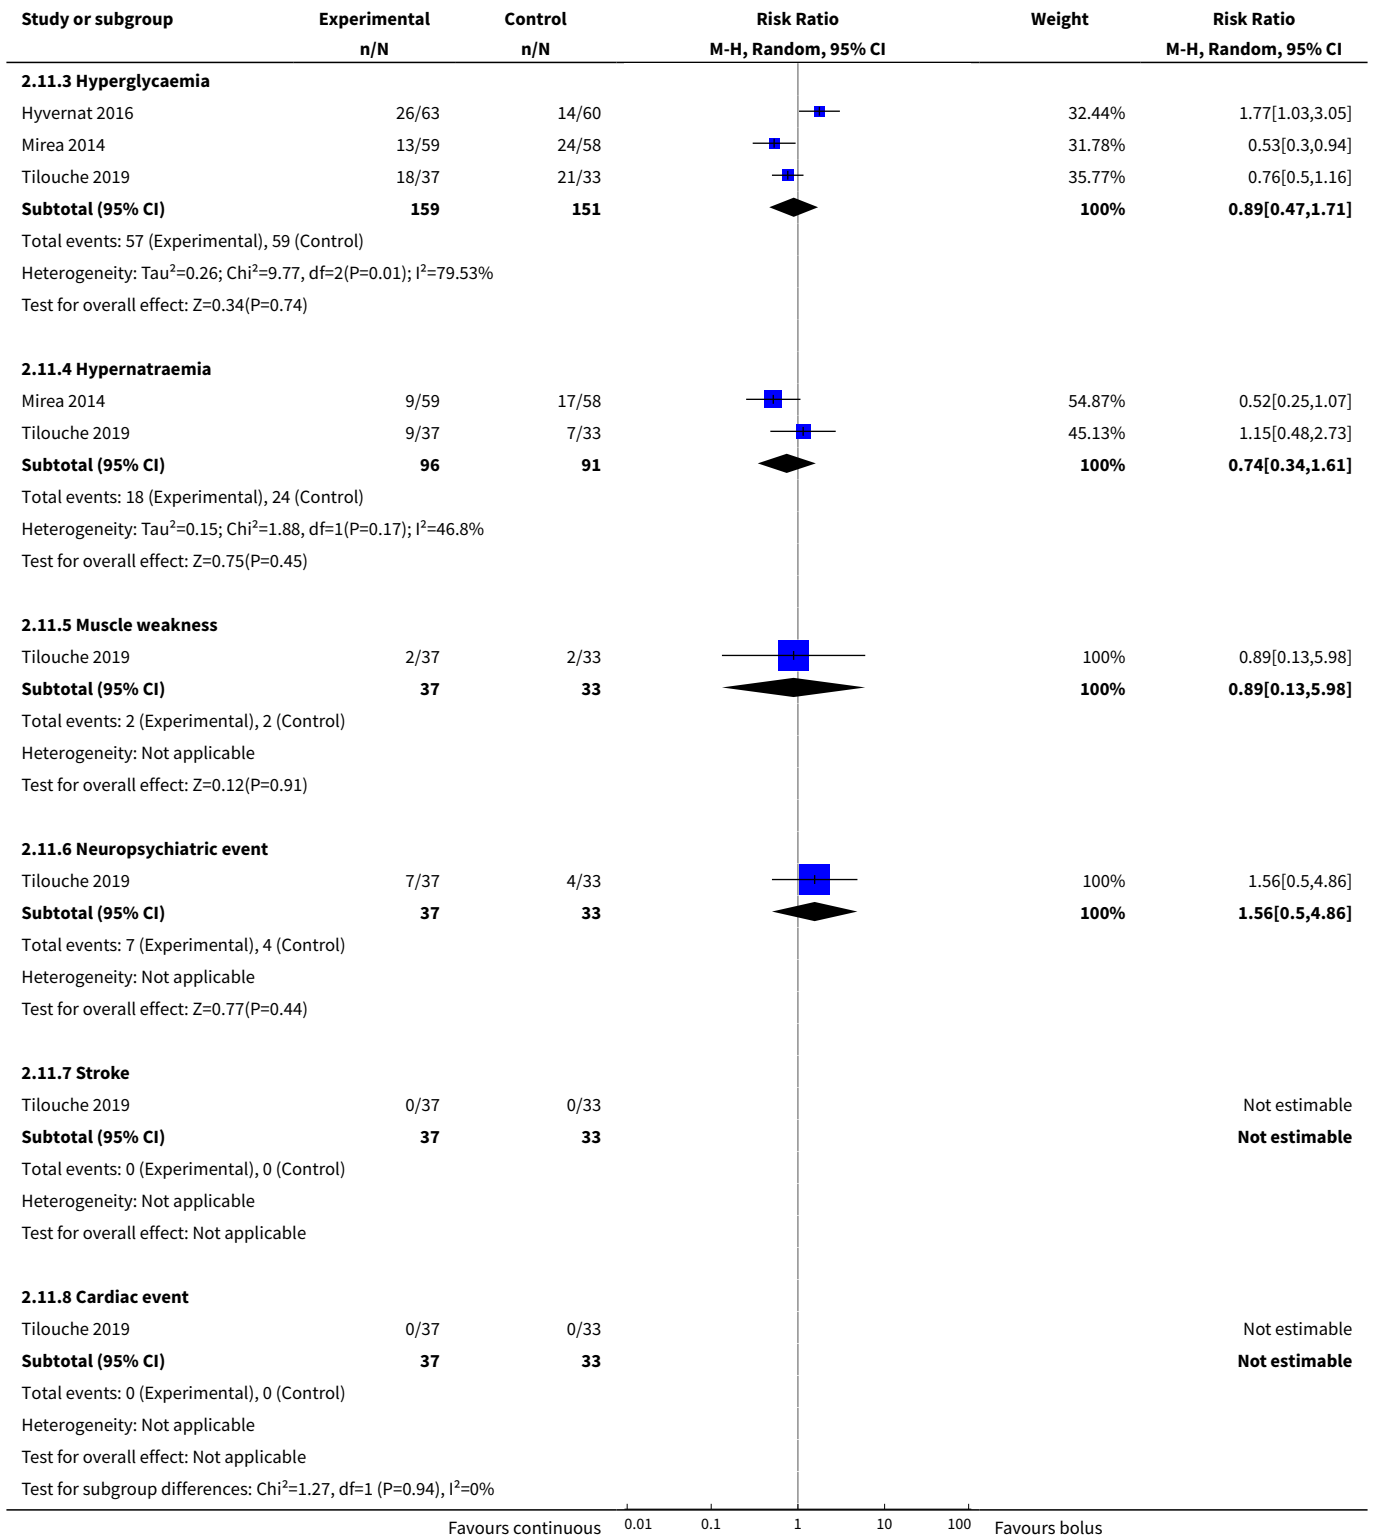 Study or subgroup Experimental Control Risk Ratio Weight Risk Ratio
n/N n/N M-H, Random, 95% CI M-H, Random, 95% CI
2.11.3 Hyperglycaemia
Hyvernat 2016 26/63 14/60 32.44% 1.77[1.03,3.05]
Mirea 2014 13/59 24/58 31.78% 0.53[0.3,0.94]
Tilouche 2019 18/37 21/33 35.77% 0.76[0.5,1.16]
Subtotal (95% CI) 159 151 100% 0.89[0.47,1.71]
Total events: 57 (Experimental), 59 (Control)
Heterogeneity: Tau²=0.26; Chi²=9.77, df=2(P=0.01); I²=79.53%
Test for overall effect: Z=0.34(P=0.74)
2.11.4 Hypernatraemia
Mirea 2014 9/59 17/58 54.87% 0.52[0.25,1.07]
Tilouche 2019 9/37 7/33 45.13% 1.15[0.48,2.73]
Subtotal (95% CI) 96 91 100% 0.74[0.34,1.61]
Total events: 18 (Experimental), 24 (Control)
Heterogeneity: Tau²=0.15; Chi²=1.88, df=1(P=0.17); I²=46.8%
Test for overall effect: Z=0.75(P=0.45)
2.11.5 Muscle weakness
Tilouche 2019 2/37 2/33 100% 0.89[0.13,5.98]
Subtotal (95% CI) 37 33 100% 0.89[0.13,5.98]
Total events: 2 (Experimental), 2 (Control)
Heterogeneity: Not applicable
Test for overall effect: Z=0.12(P=0.91)
2.11.6 Neuropsychiatric event
Tilouche 2019 7/37 4/33 100% 1.56[0.5,4.86]
Subtotal (95% CI) 37 33 100% 1.56[0.5,4.86]
Total events: 7 (Experimental), 4 (Control)
Heterogeneity: Not applicable
Test for overall effect: Z=0.77(P=0.44)
2.11.7 Stroke
Tilouche 2019 0/37 0/33 Not estimable
Subtotal (95% CI) 37 33 Not estimable
Total events: 0 (Experimental), 0 (Control)
Heterogeneity: Not applicable
Test for overall effect: Not applicable
2.11.8 Cardiac event
Tilouche 2019 0/37 0/33 Not estimable
Subtotal (95% CI) 37 33 Not estimable
Total events: 0 (Experimental), 0 (Control)
Heterogeneity: Not applicable
Test for overall effect: Not applicable
Test for subgroup differences: Chi²=1.27, df=1 (P=0.94), I²=0%
Favours continuous 0.01 0.1 1 10 100 Favours bolus